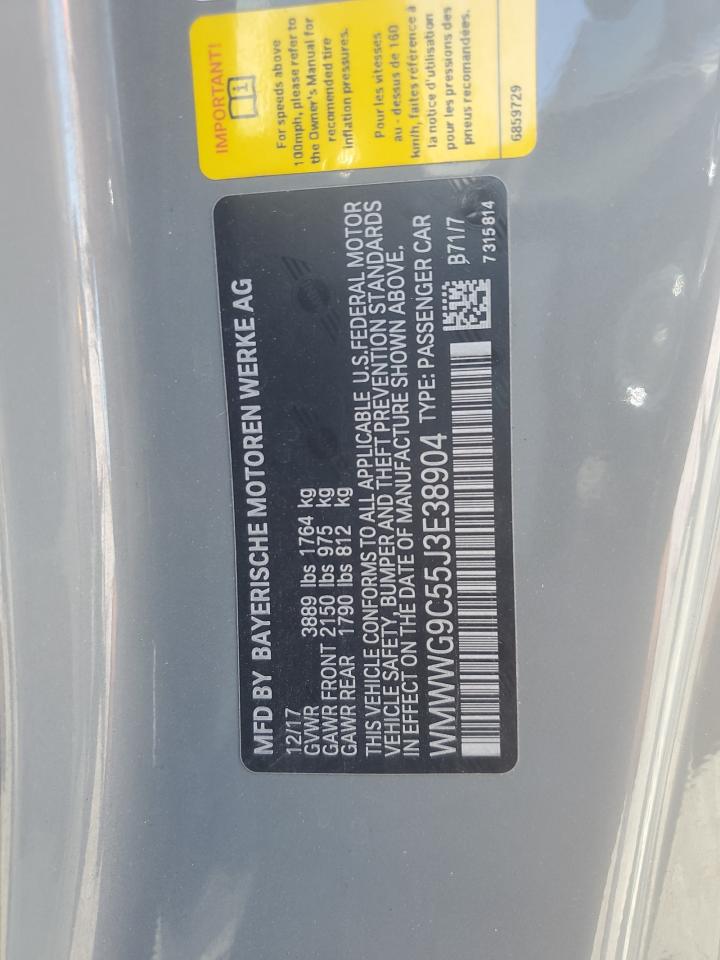 MFD BY BAYERISCHE MOTOREN WERKE AG
12/17
GVWR 3889 lbs 1764 kg
GAWR FRONT 2150 lbs 975 kg
GAWR REAR 1790 lbs 812 kg
THIS VEHICLE CONFORMS TO ALL APPLICABLE U.S.FEDERAL MOTOR
VEHICLE SAFETY, BUMPER AND THEFT PREVENTION STANDARDS
IN EFFECT ON THE DATE OF MANUFACTURE SHOWN ABOVE.
WMWWG9C55J3E38904 TYPE: PASSENGER CAR
B71/7
7315814
IMPORTANT!
For speeds above
100mph, please refer to
the Owner's Manual for
recomended tire
inflation pressures.
Pour les vitesses
au - dessus de 160
km/h, faites référence à
la notice d'utilisation
pour les pressions des
pneus recomandées.
6859729